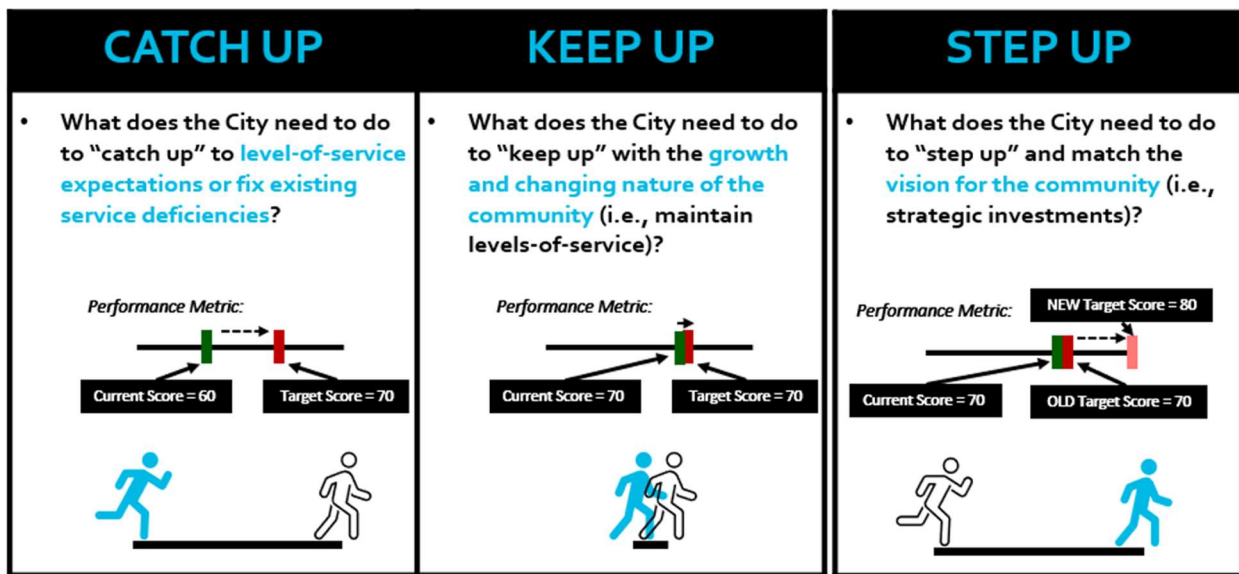 CATCH UP
• What does the City need to do
to “catch up” to level-of-service
expectations or fix existing
service deficiencies?
Performance Metric:
Current Score = 60
Target Score = 70
KEEP UP
• What does the City need to do
to “keep up” with the growth
and changing nature of the
community (i.e., maintain
levels-of-service)?
Performance Metric:
Current Score = 70
Target Score = 70
STEP UP
• What does the City need to do
to “step up” and match the
vision for the community (i.e.,
strategic investments)?
NEW Target Score = 80
Performance Metric:
Current Score = 70
OLD Target Score = 70